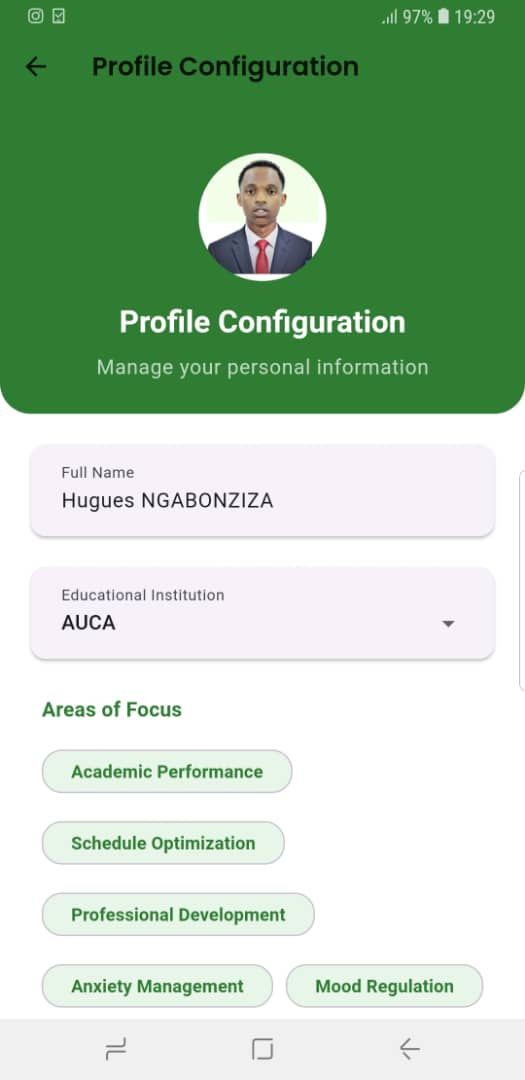 97% 19:29
Profile Configuration
Profile Configuration
Manage your personal information
Full Name
Hugues NGABONZIZA
Educational Institution
AUCA
Areas of Focus
Academic Performance
Schedule Optimization
Professional Development
Anxiety Management Mood Regulation